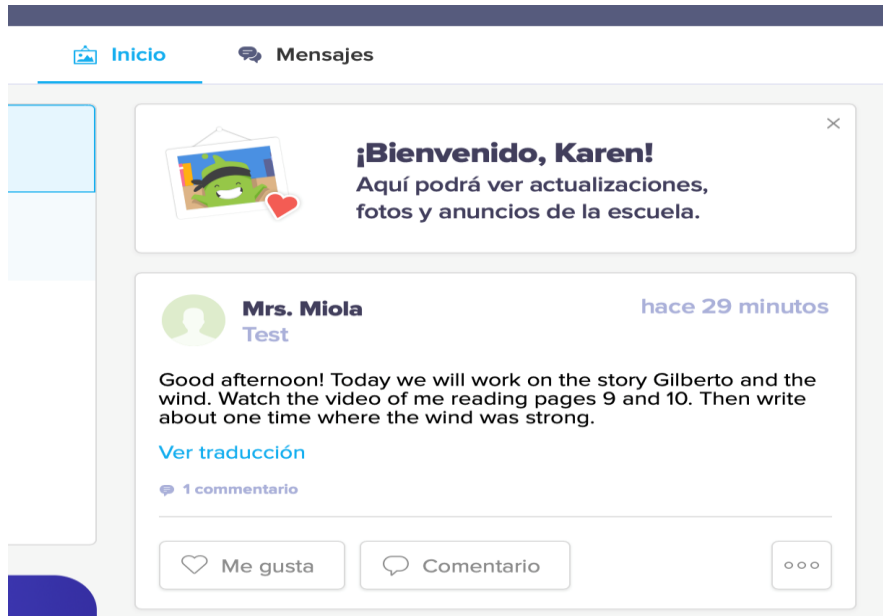 Inicio Mensajes
¡Bienvenido, Karen!
Aquí podrá ver actualizaciones,
fotos y anuncios de la escuela.
Mrs. Miola hace 29 minutos
Test
Good afternoon! Today we will work on the story Gilberto and the
wind. Watch the video of me reading pages 9 and 10. Then write
about one time where the wind was strong.
Ver traducción
1 commentario
Me gusta Comentario